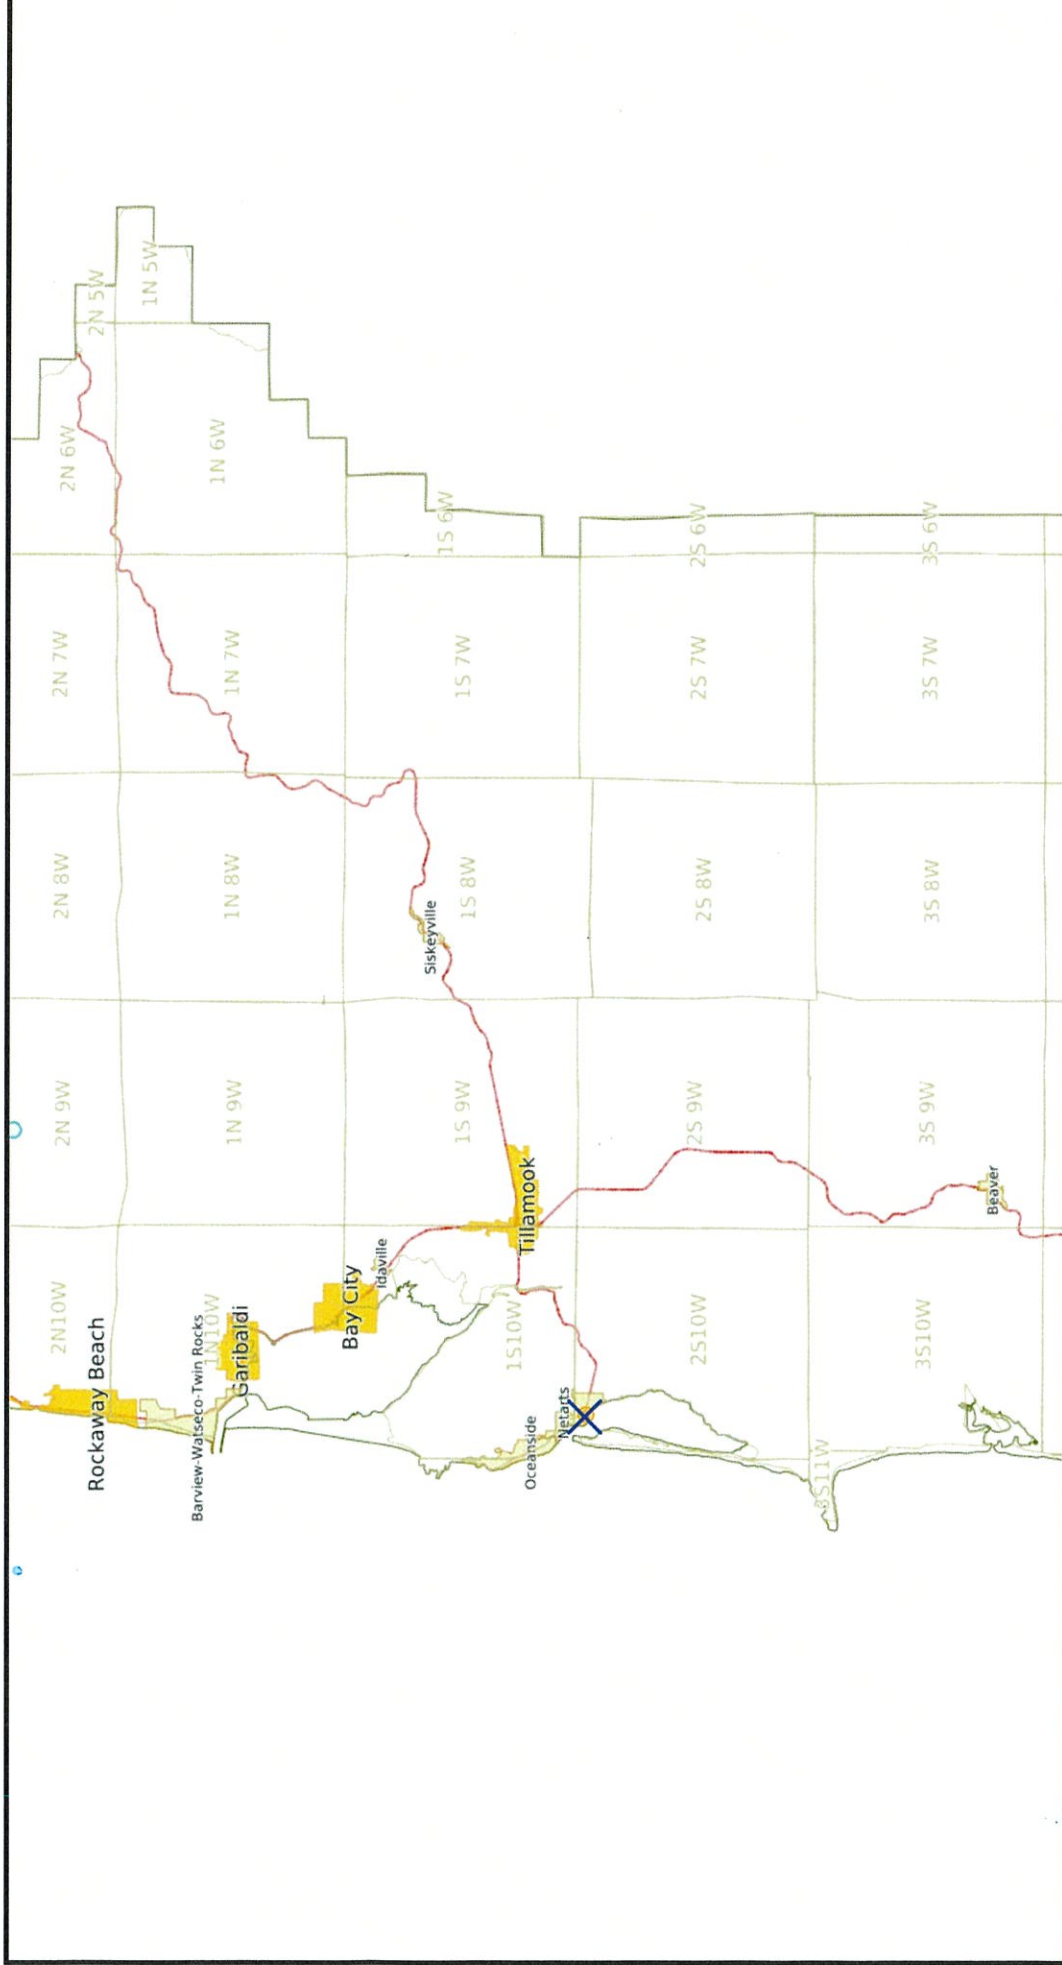 2N 5W
1N 5W
2N 6W
1N 6W
1S 6W
2S 6W
3S 6W
2N 7W
1N 7W
1S 7W
2S 7W
3S 7W
2N 8W
1N 8W
1S 8W
2S 8W
3S 8W
Siskeyville
2N 9W
1N 9W
1S 9W
2S 9W
3S 9W
Tillamook
Beaver
Idaville
Bay City
2N10W
1N10W
1S10W
2S10W
3S10W
Garibaldi
Rockaway Beach
Barview-Watseco-Twin Rocks
Netarts
Oceanside
3S11W